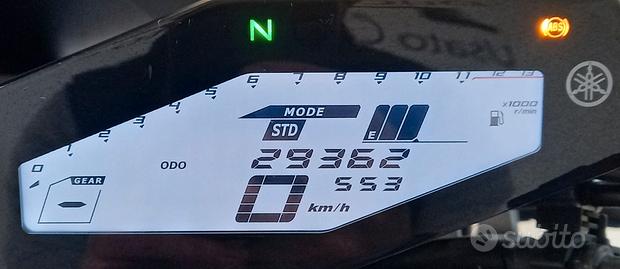 N
ABS
Usato C
6 7 8 9 10 11 12 13
5
4
3
2
1
0
MODE
STD
E
x1000
r/min
ODO
29362
553
GEAR
0 km/h
subito